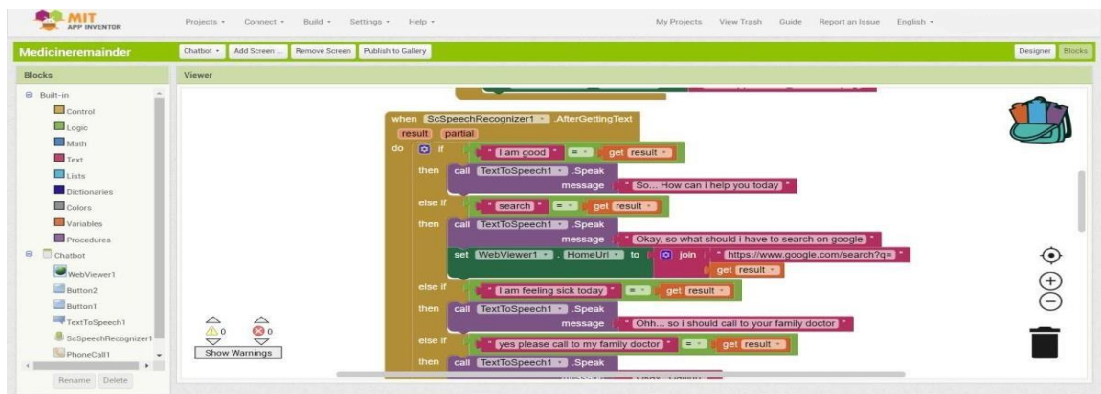 MIT
APP INVENTOR
Projects Connect Build Settings Help My Projects View Trash Guide Report an Issue English
Medicineremainder Chatbot Add Screen ... Remove Screen Publish to Gallery Designer Blocks
Blocks Viewer
Built-in
Control
Logic
Math
Text
Lists
Dictionaries
Colors
Variables
Procedures
Chatbot
WebViewer1
Button2
Button1
TextToSpeech1
ScSpeechRecognizer1
PhoneCall1
Rename Delete
0 0
Show Warnings
when ScSpeechRecognizer1 .AfterGettingText
result partial
do if " I am good " = get result
then call TextToSpeech1 .Speak
message " So... How can I help you today "
else if " search " = get result
then call TextToSpeech1 .Speak
message " Okay, so what should i have to search on google "
set WebViewer1 . HomeUrl to join " https://www.google.com/search?q= "
get result
else if " I am feeling sick today " = get result
then call TextToSpeech1 .Speak
message " Ohh... so i should call to your family doctor "
else if " yes please call to my family doctor " = get result
then call TextToSpeech1 .Speak